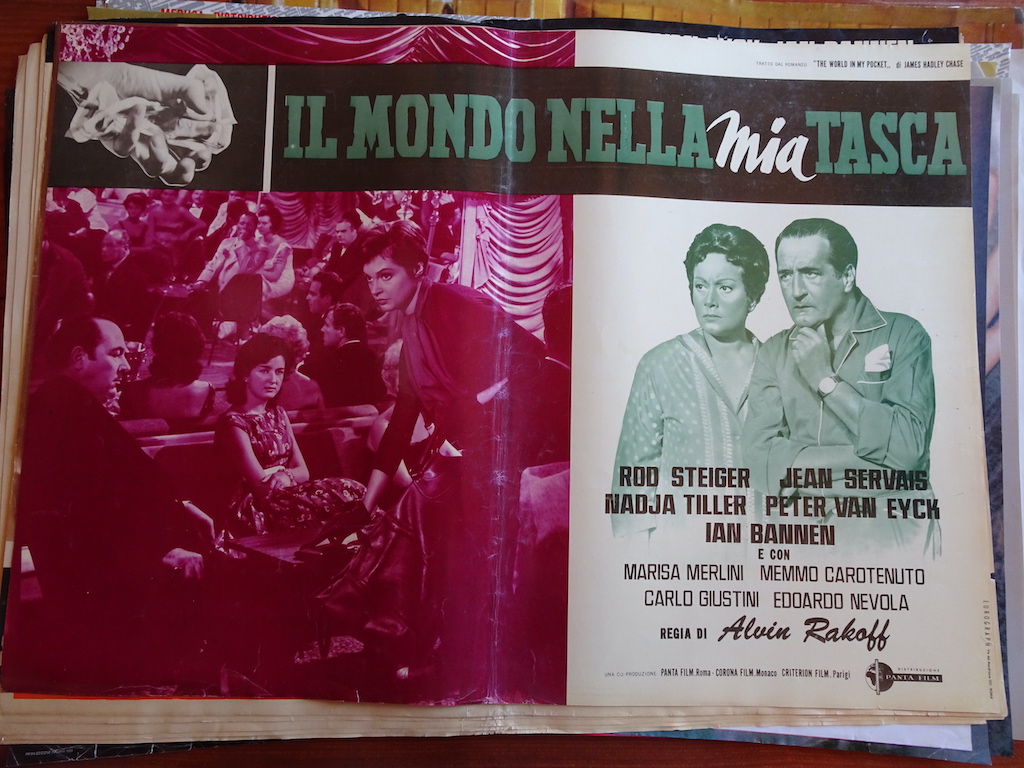 TRATTO DAL ROMANZO "THE WORLD IN MY POCKET„ di JAMES HADLEY CHASE
IL MONDO NELLA mia TASCA
ROD STEIGER JEAN SERVAIS
NADJA TILLER PETER VAN EYCK
IAN BANNEN
E CON
MARISA MERLINI MEMMO CAROTENUTO
CARLO GIUSTINI EDOARDO NEVOLA
REGIA DI Alvin Rakoff
UNA CO-PRODUZIONE PANTA FILM.Roma - CORONA FILM.Monaco CRITERION FILM.Parigi
DISTRIBUZIONE
PANTA FILM